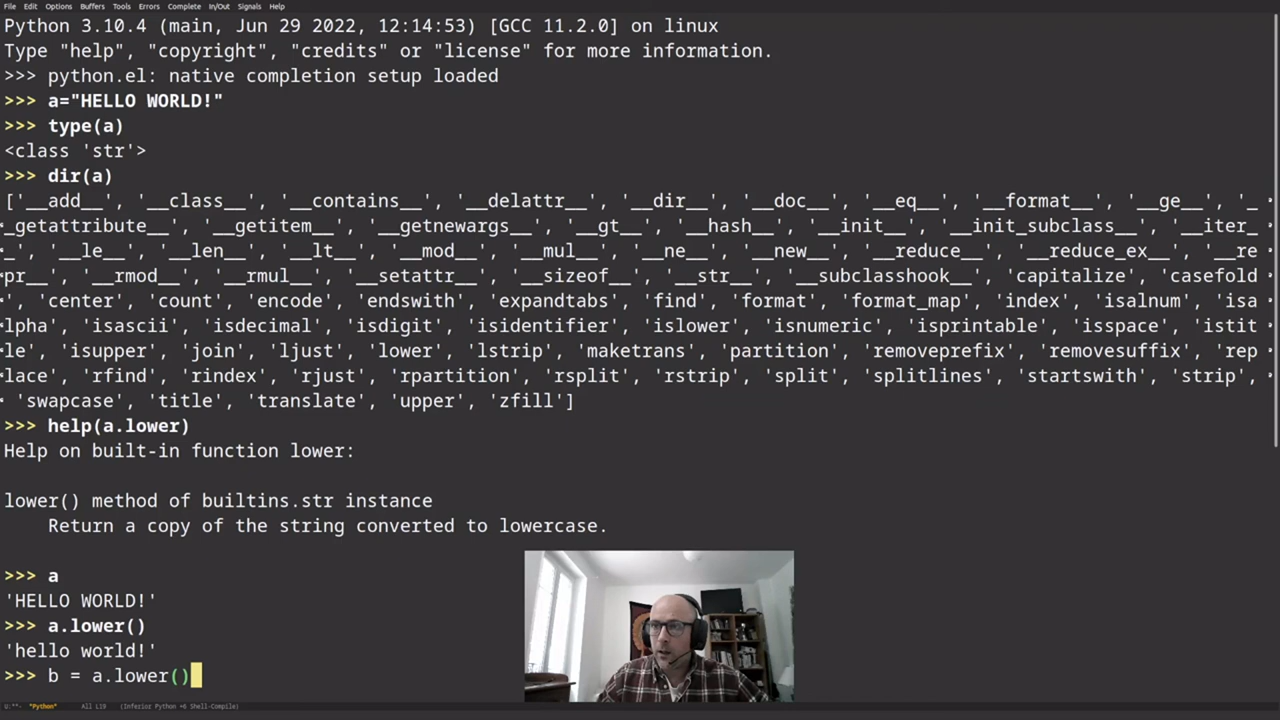 File Edit Options Buffers Tools Errors Complete In/Out Signals Help
Python 3.10.4 (main, Jun 29 2022, 12:14:53) [GCC 11.2.0] on linux
Type "help", "copyright", "credits" or "license" for more information.
>>> python.el: native completion setup loaded
>>> a="HELLO WORLD!"
>>> type(a)
<class 'str'>
>>> dir(a)
['__add__', '__class__', '__contains__', '__delattr__', '__dir__', '__doc__', '__eq__', '__format__', '__ge__', '_
_getattribute__', '__getitem__', '__getnewargs__', '__gt__', '__hash__', '__init__', '__init_subclass__', '__iter_
_', '__le__', '__len__', '__lt__', '__mod__', '__mul__', '__ne__', '__new__', '__reduce__', '__reduce_ex__', '__re
pr__', '__rmod__', '__rmul__', '__setattr__', '__sizeof__', '__str__', '__subclasshook__', 'capitalize', 'casefold
', 'center', 'count', 'encode', 'endswith', 'expandtabs', 'find', 'format', 'format_map', 'index', 'isalnum', 'isa
lpha', 'isascii', 'isdecimal', 'isdigit', 'isidentifier', 'islower', 'isnumeric', 'isprintable', 'isspace', 'istit
le', 'isupper', 'join', 'ljust', 'lower', 'lstrip', 'maketrans', 'partition', 'removeprefix', 'removesuffix', 'rep
lace', 'rfind', 'rindex', 'rjust', 'rpartition', 'rsplit', 'rstrip', 'split', 'splitlines', 'startswith', 'strip',
 'swapcase', 'title', 'translate', 'upper', 'zfill']
>>> help(a.lower)
Help on built-in function lower:

lower() method of builtins.str instance
    Return a copy of the string converted to lowercase.

>>> a
'HELLO WORLD!'
>>> a.lower()
'hello world!'
>>> b = a.lower()
U:**- *Python* All L19 (Inferior Python +6 Shell-Compile)